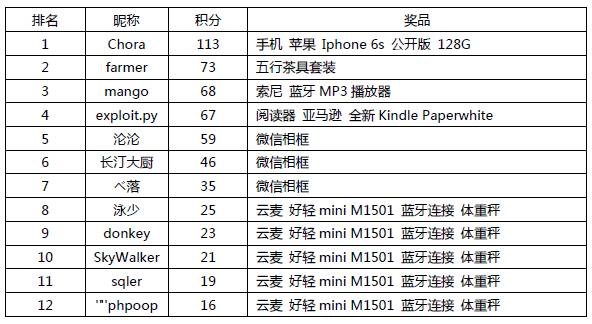 排名 昵称 积分 奖品
1 Chora 113 手机 苹果 Iphone 6s 公开版 128G
2 farmer 73 五行茶具套装
3 mango 68 索尼 蓝牙 MP3 播放器
4 exploit.py 67 阅读器 亚马逊 全新 Kindle Paperwhite
5 沦沦 59 微信相框
6 长汀大厨 46 微信相框
7 べ落 35 微信相框
8 泳少 25 云麦 好轻 mini M1501 蓝牙连接 体重秤
9 donkey 23 云麦 好轻 mini M1501 蓝牙连接 体重秤
10 SkyWalker 21 云麦 好轻 mini M1501 蓝牙连接 体重秤
11 sqler 19 云麦 好轻 mini M1501 蓝牙连接 体重秤
12 '"'phpoop 16 云麦 好轻 mini M1501 蓝牙连接 体重秤